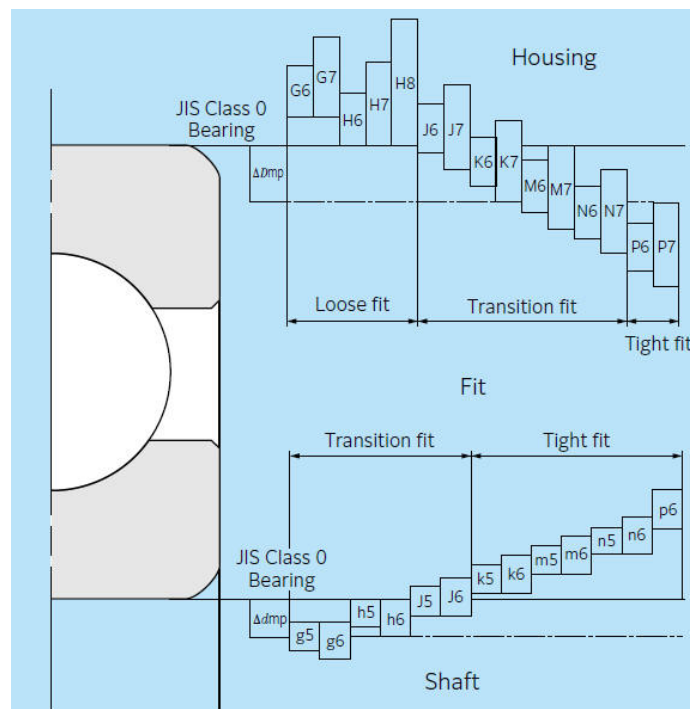 Housing
G6
G7
H6
H7
H8
JIS Class 0
Bearing
J6
J7
K6
K7
ΔDmp
M6
M7
N6
N7
P6
P7
Loose fit
Transition fit
Tight fit
Fit
Transition fit
Tight fit
p6
n5
n6
m5
m6
k5
k6
JIS Class 0
Bearing
J5
J6
h5
h6
Δdmp
g5
g6
Shaft